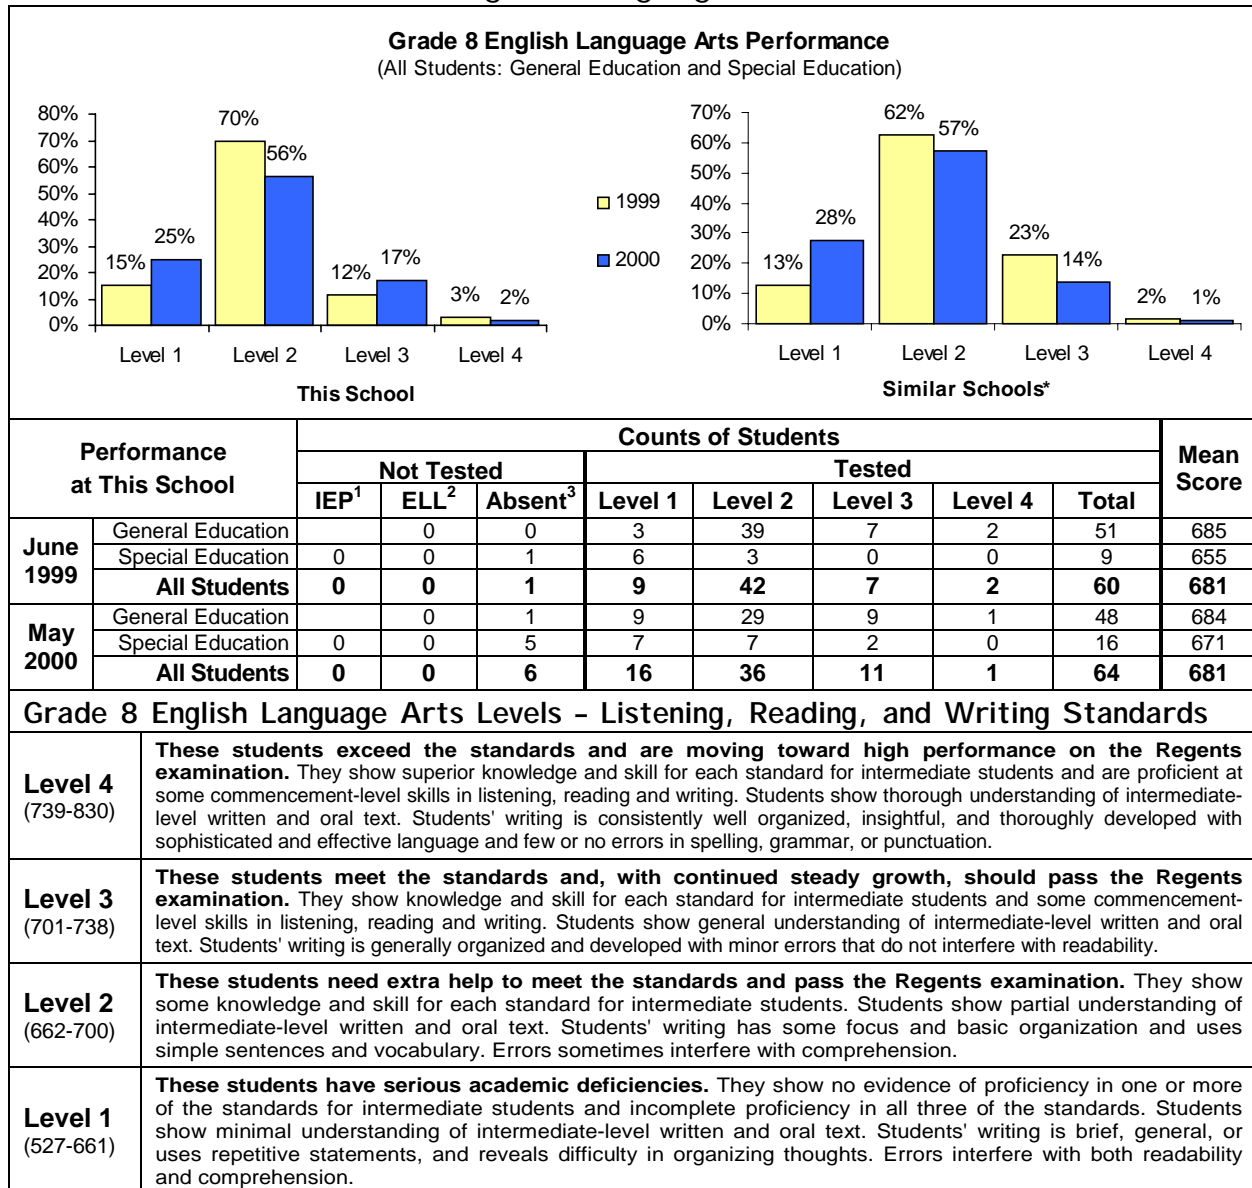 Grade 8 English Language Arts Performance
(All Students: General Education and Special Education)
80%
70%
60%
50%
40%
30%
20%
10%
0%
15%
25%
70%
56%
12%
17%
3%
2%
Level 1
Level 2
Level 3
Level 4
This School
1999
2000
70%
60%
50%
40%
30%
20%
10%
0%
13%
28%
62%
57%
23%
14%
2%
1%
Level 1
Level 2
Level 3
Level 4
Similar Schools*
Performance
at This School
Counts of Students
Mean
Score
Not Tested
Tested
IEP1 ELL2 Absent3 Level 1 Level 2 Level 3 Level 4 Total
June
1999
General Education 0 0 3 39 7 2 51 685
Special Education 0 0 1 6 3 0 0 9 655
All Students 0 0 1 9 42 7 2 60 681
May
2000
General Education 0 1 9 29 9 1 48 684
Special Education 0 0 5 7 7 2 0 16 671
All Students 0 0 6 16 36 11 1 64 681
Grade 8 English Language Arts Levels – Listening, Reading, and Writing Standards
Level 4
(739-830)
These students exceed the standards and are moving toward high performance on the Regents
examination. They show superior knowledge and skill for each standard for intermediate students and are proficient at
some commencement-level skills in listening, reading and writing. Students show thorough understanding of intermediate-
level written and oral text. Students' writing is consistently well organized, insightful, and thoroughly developed with
sophisticated and effective language and few or no errors in spelling, grammar, or punctuation.
Level 3
(701-738)
These students meet the standards and, with continued steady growth, should pass the Regents
examination. They show knowledge and skill for each standard for intermediate students and some commencement-
level skills in listening, reading and writing. Students show general understanding of intermediate-level written and oral
text. Students' writing is generally organized and developed with minor errors that do not interfere with readability.
Level 2
(662-700)
These students need extra help to meet the standards and pass the Regents examination. They show
some knowledge and skill for each standard for intermediate students. Students show partial understanding of
intermediate-level written and oral text. Students' writing has some focus and basic organization and uses
simple sentences and vocabulary. Errors sometimes interfere with comprehension.
Level 1
(527-661)
These students have serious academic deficiencies. They show no evidence of proficiency in one or more
of the standards for intermediate students and incomplete proficiency in all three of the standards. Students
show minimal understanding of intermediate-level written and oral text. Students' writing is brief, general, or
uses repetitive statements, and reveals difficulty in organizing thoughts. Errors interfere with both readability
and comprehension.